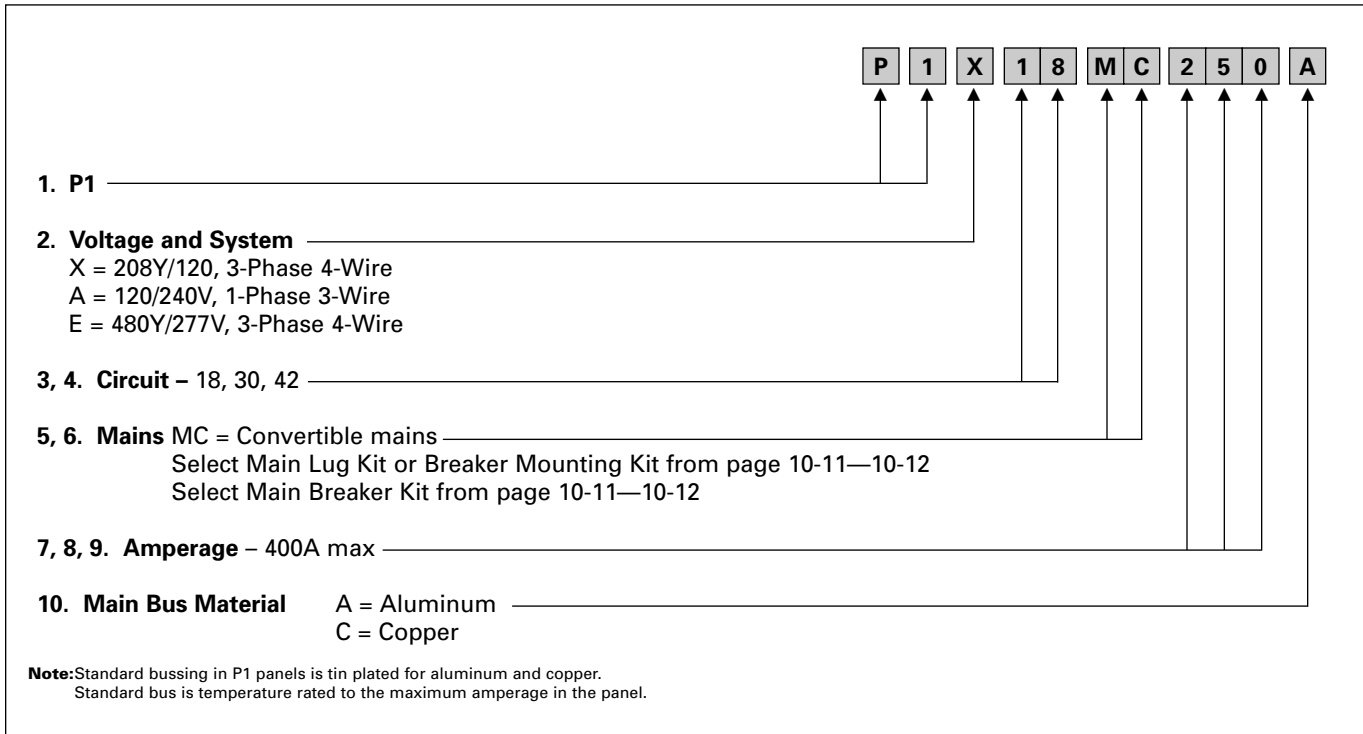 P 1 X 1 8 M C 2 5 0 A
1. P1
2. Voltage and System
X = 208Y/120, 3-Phase 4-Wire
A = 120/240V, 1-Phase 3-Wire
E = 480Y/277V, 3-Phase 4-Wire
3, 4. Circuit – 18, 30, 42
5, 6. Mains MC = Convertible mains
Select Main Lug Kit or Breaker Mounting Kit from page 10-11—10-12
Select Main Breaker Kit from page 10-11—10-12
7, 8, 9. Amperage – 400A max
10. Main Bus Material A = Aluminum
C = Copper
Note:Standard bussing in P1 panels is tin plated for aluminum and copper.
Standard bus is temperature rated to the maximum amperage in the panel.